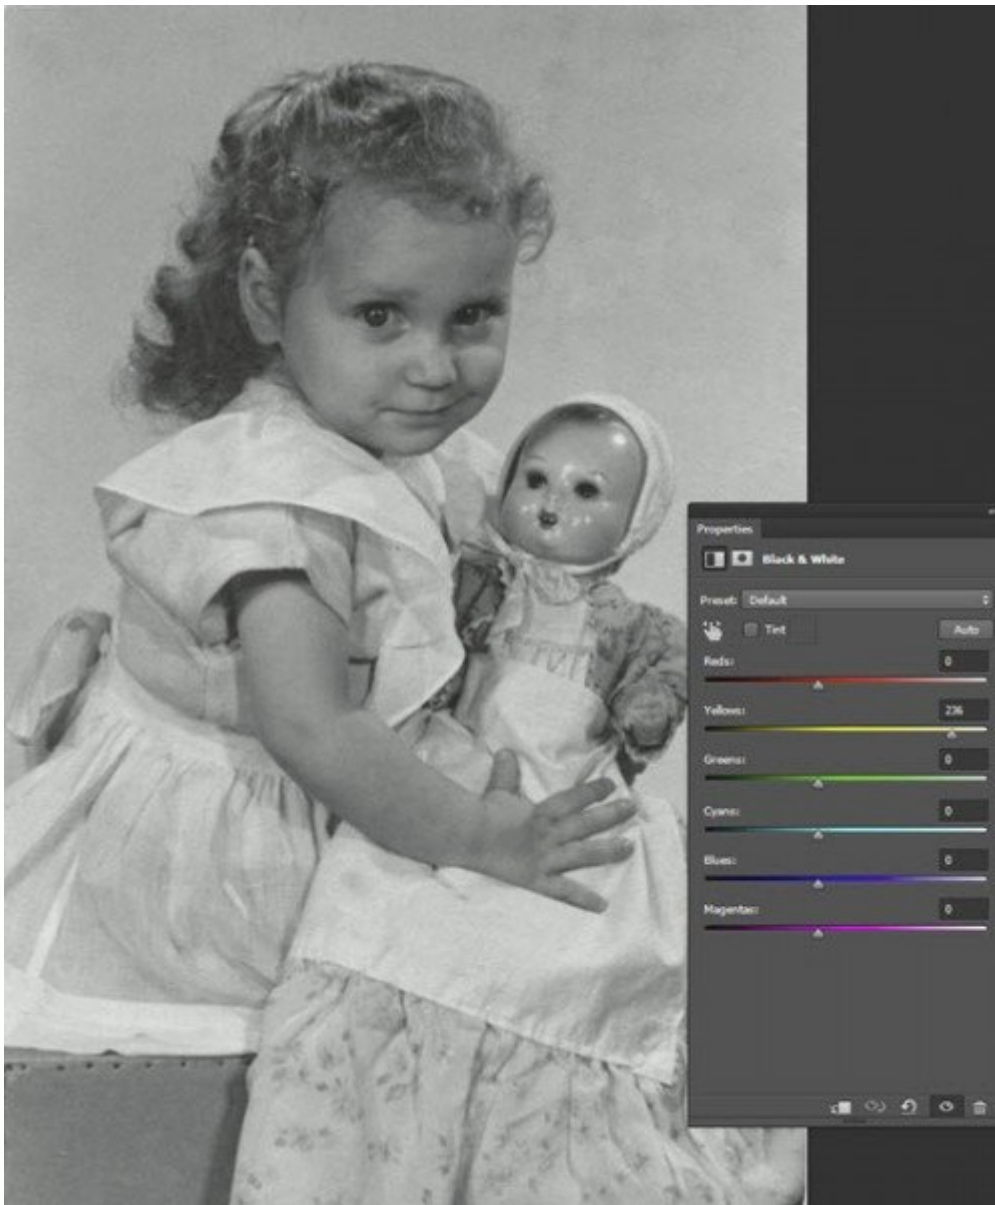 Properties
Black & White
Preset: Default
Tint
Auto
Reds: 0
Yellows: 236
Greens: 0
Cyans: 0
Blues: 0
Magentas: 0